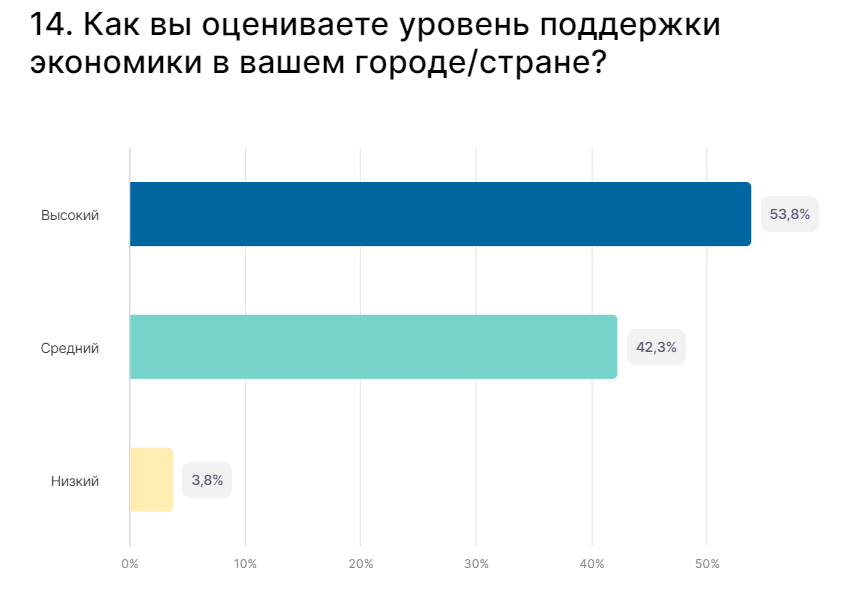 14. Как вы оцениваете уровень поддержки
экономики в вашем городе/стране?
Высокий
53,8%
Средний
42,3%
Низкий
3,8%
0%
10%
20%
30%
40%
50%